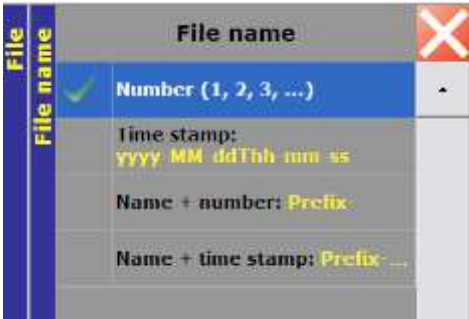 File
File name
File name
Number (1, 2, 3, ...)
Time stamp:
yyyy-MM-ddThh-mm-ss
Name + number: Prefix-
Name + time stamp: Prefix-...